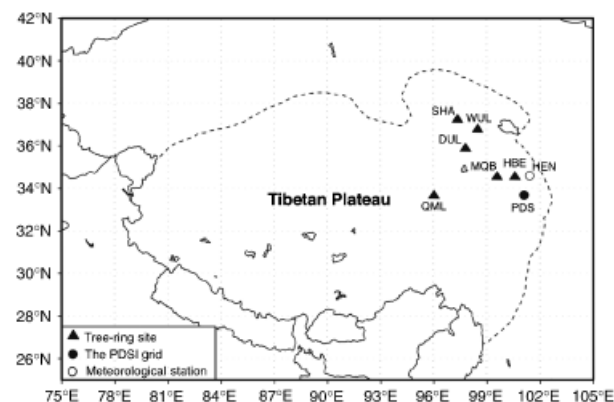 42°N
40°N
38°N
36°N
34°N
32°N
30°N
28°N
26°N
SHA
WUL
DUL
MQB HBE HEN
QML
PDS
Tibetan Plateau
Tree-ring site
The PDSI grid
Meteorological station
75°E 78°E 81°E 84°E 87°E 90°E 93°E 96°E 99°E 102°E 105°E